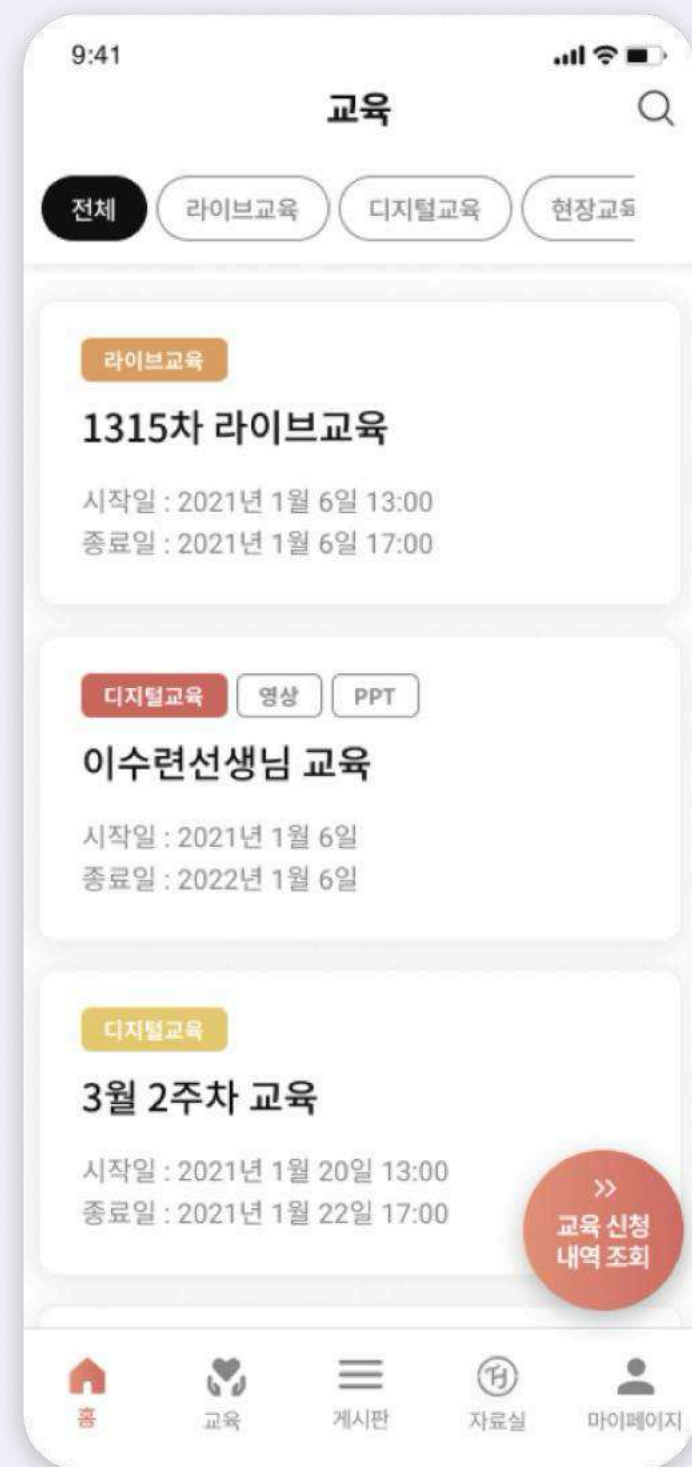 9:41
교육
전체 라이브교육 디지털교육 현장교육
라이브교육
1315차 라이브교육
시작일 : 2021년 1월 6일 13:00
종료일 : 2021년 1월 6일 17:00
디지털교육 영상 PPT
이수련선생님 교육
시작일 : 2021년 1월 6일
종료일 : 2022년 1월 6일
디지털교육
3월 2주차 교육
시작일 : 2021년 1월 20일 13:00
종료일 : 2021년 1월 22일 17:00
>>
교육 신청
내역 조회
홈 교육 게시판 자료실 마이페이지